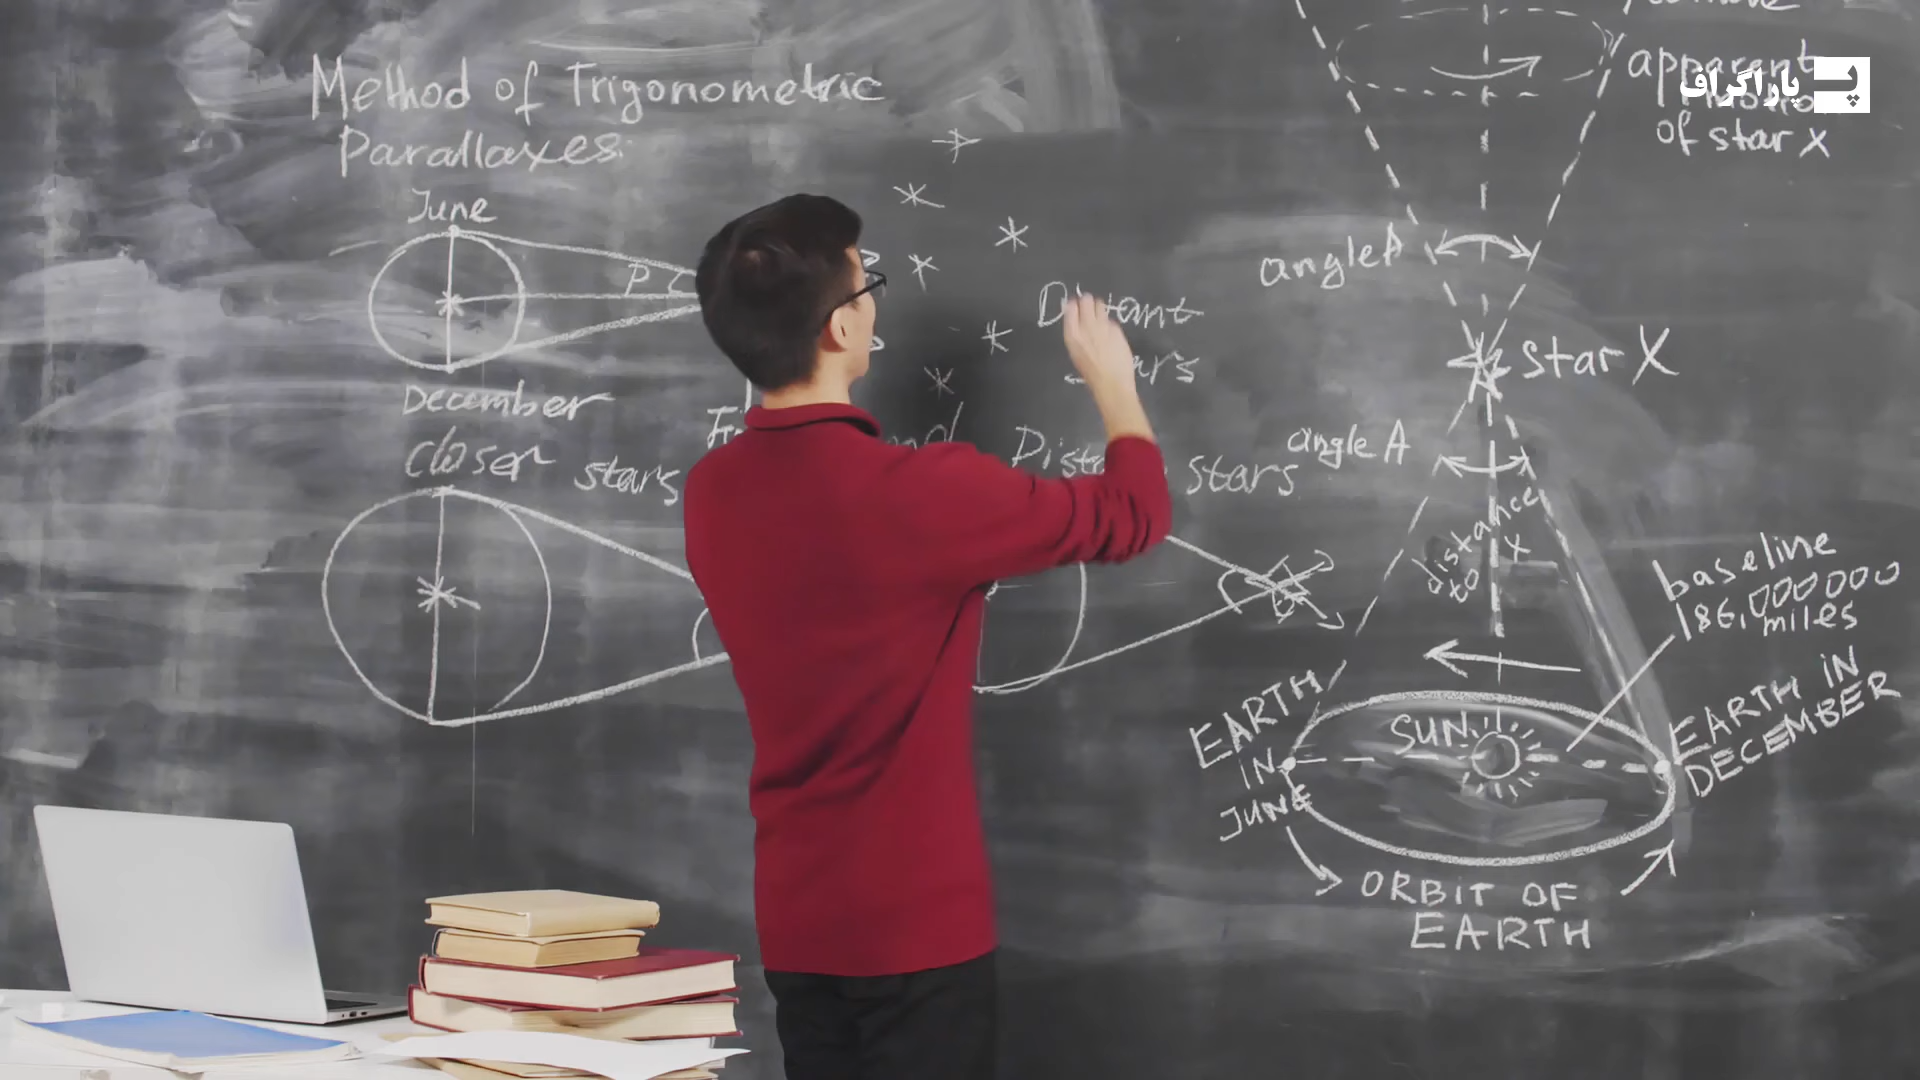 Method of Trigonometric
Parallaxes:
June
P
December
closer stars
stars
Distant
angle A
apparent
of star X
پاراگراف
پ
star X
angle A
distance
to X
baseline
186,000000
miles
EARTH
IN
JUNE
SUN
EARTH IN
DECEMBER
ORBIT OF
EARTH